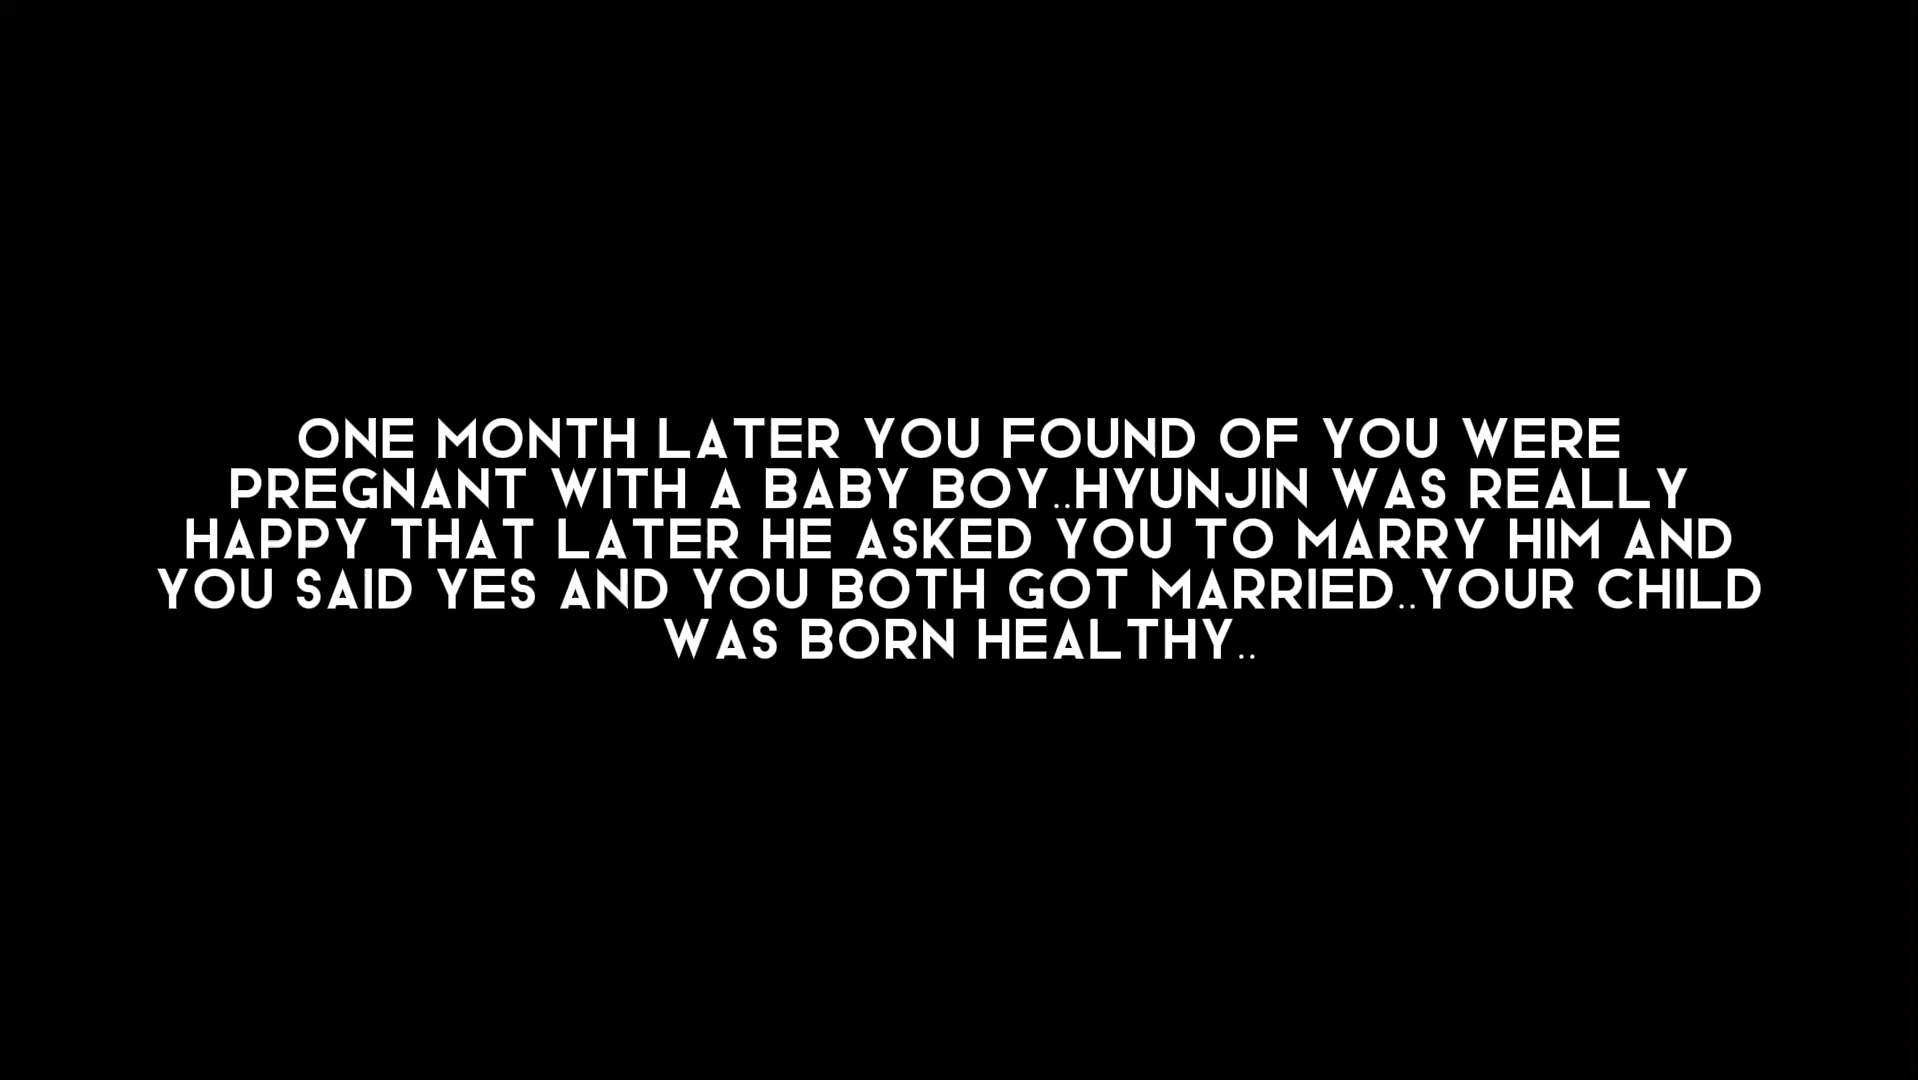 ONE MONTH LATER YOU FOUND OF YOU WERE
PREGNANT WITH A BABY BOY..HYUNJIN WAS REALLY
HAPPY THAT LATER HE ASKED YOU TO MARRY HIM AND
YOU SAID YES AND YOU BOTH GOT MARRIED..YOUR CHILD
WAS BORN HEALTHY..